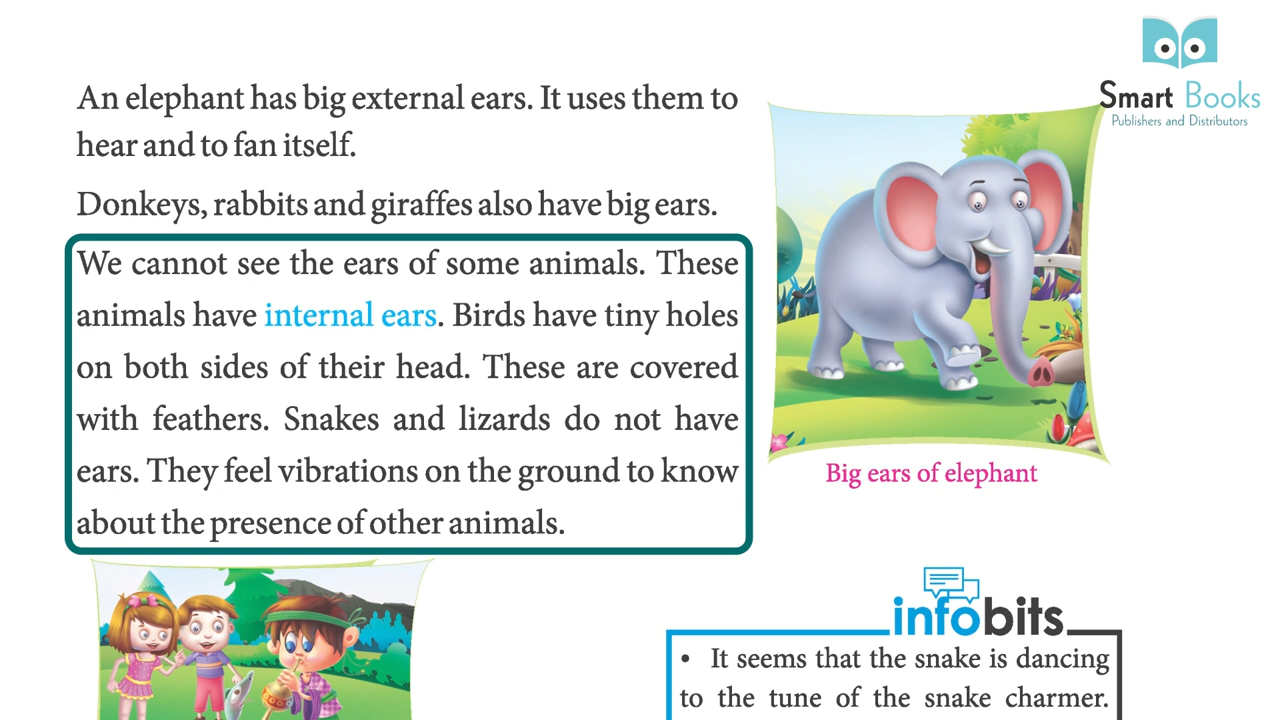 Smart Books
Publishers and Distributors
An elephant has big external ears. It uses them to
hear and to fan itself.
Donkeys, rabbits and giraffes also have big ears.
We cannot see the ears of some animals. These
animals have internal ears. Birds have tiny holes
on both sides of their head. These are covered
with feathers. Snakes and lizards do not have
ears. They feel vibrations on the ground to know
about the presence of other animals.
Big ears of elephant
infobits
• It seems that the snake is dancing
to the tune of the snake charmer.